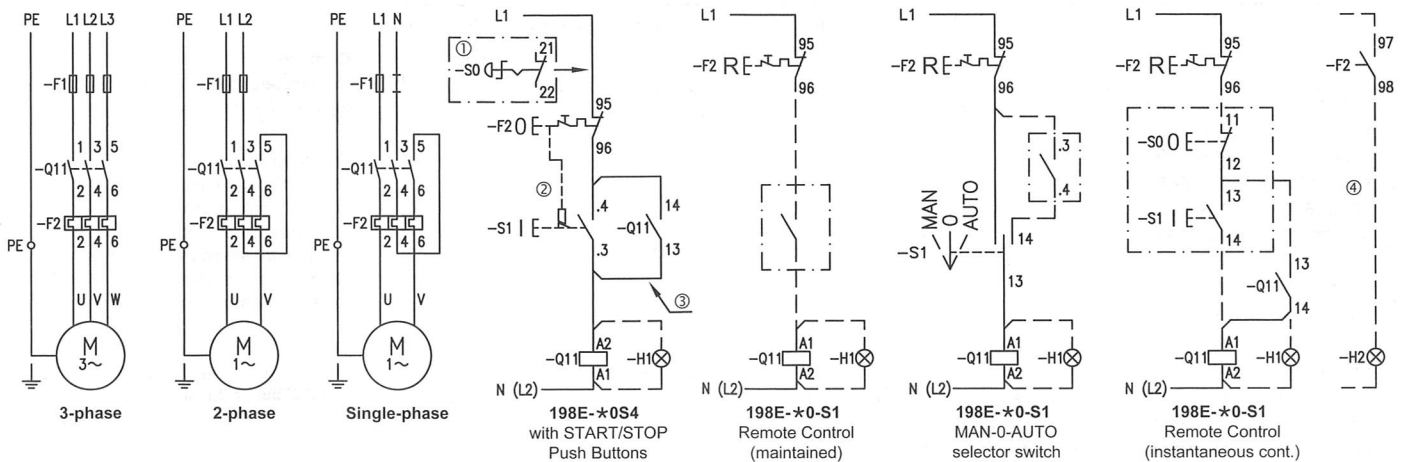 PE L1 L2 L3
–F1
1 3 5
–Q11
2 4 6
–F2
2 4 6
PE
U V W
M
3~
3-phase
PE L1 L2
–F1
1 3 5
–Q11
2 4 6
–F2
2 4 6
PE
U V
M
1~
2-phase
PE L1 N
–F1
1 3 5
–Q11
2 4 6
–F2
2 4 6
PE
U V
M
1~
Single-phase
L1
①
–S0
21
22
95
–F2 O
96
②
.4
14
–S1 I
–Q11
.3
13
③
A2
–Q11
–H1
A1
N (L2)
198E-*0S4
with START/STOP
Push Buttons
L1
95
–F2 R
96
A1
–Q11
–H1
A2
N (L2)
198E-*0-S1
Remote Control
(maintained)
L1
95
–F2 R
96
.3
.4
MAN
0
AUTO
14
–S1
13
A1
–Q11
–H1
A2
N (L2)
198E-*0-S1
MAN-0-AUTO
selector switch
L1
95
–F2 R
96
11
–S0 O
12
13
–S1 I
14
13
–Q11
14
A1
–Q11
–H1
A2
N (L2)
198E-*0-S1
Remote Control
(instantaneous cont.)
97
–F2
98
④
–H2